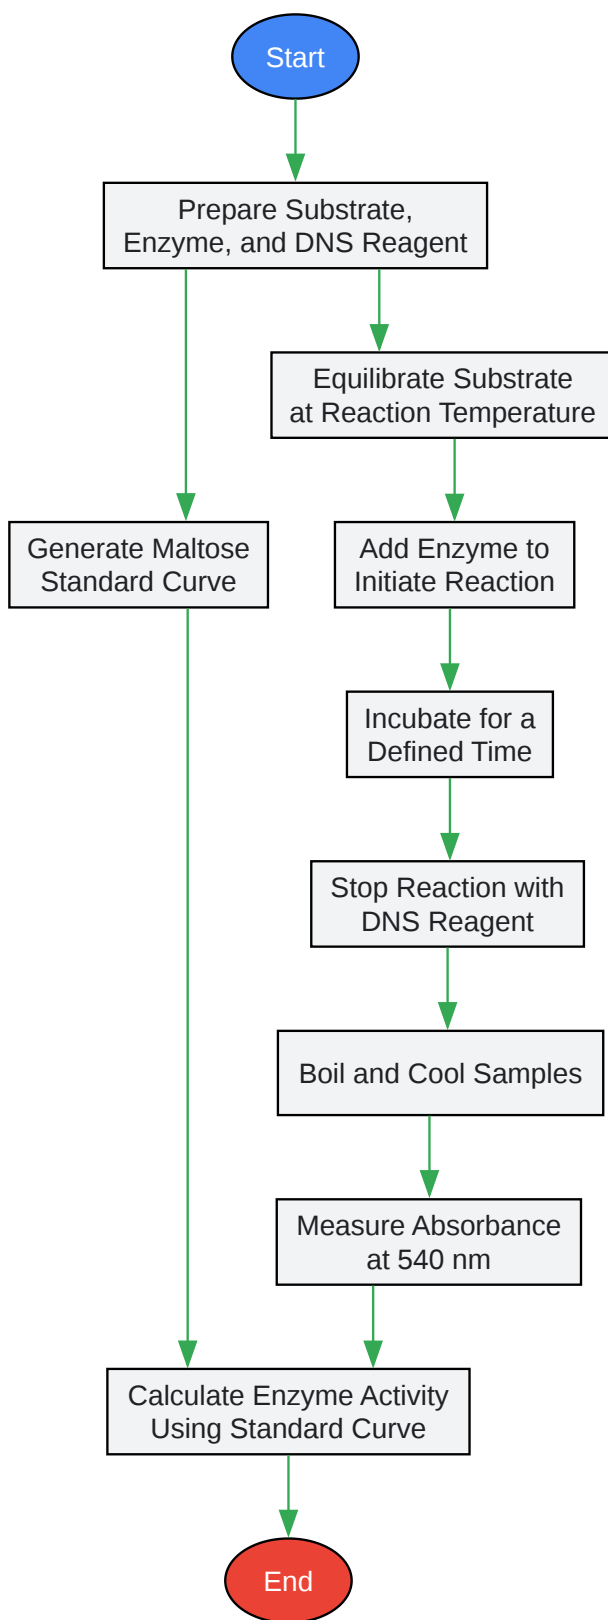 Start
Prepare Substrate,
Enzyme, and DNS Reagent
Equilibrate Substrate
at Reaction Temperature
Generate Maltose
Standard Curve
Add Enzyme to
Initiate Reaction
Incubate for a
Defined Time
Stop Reaction with
DNS Reagent
Boil and Cool Samples
Measure Absorbance
at 540 nm
Calculate Enzyme Activity
Using Standard Curve
End